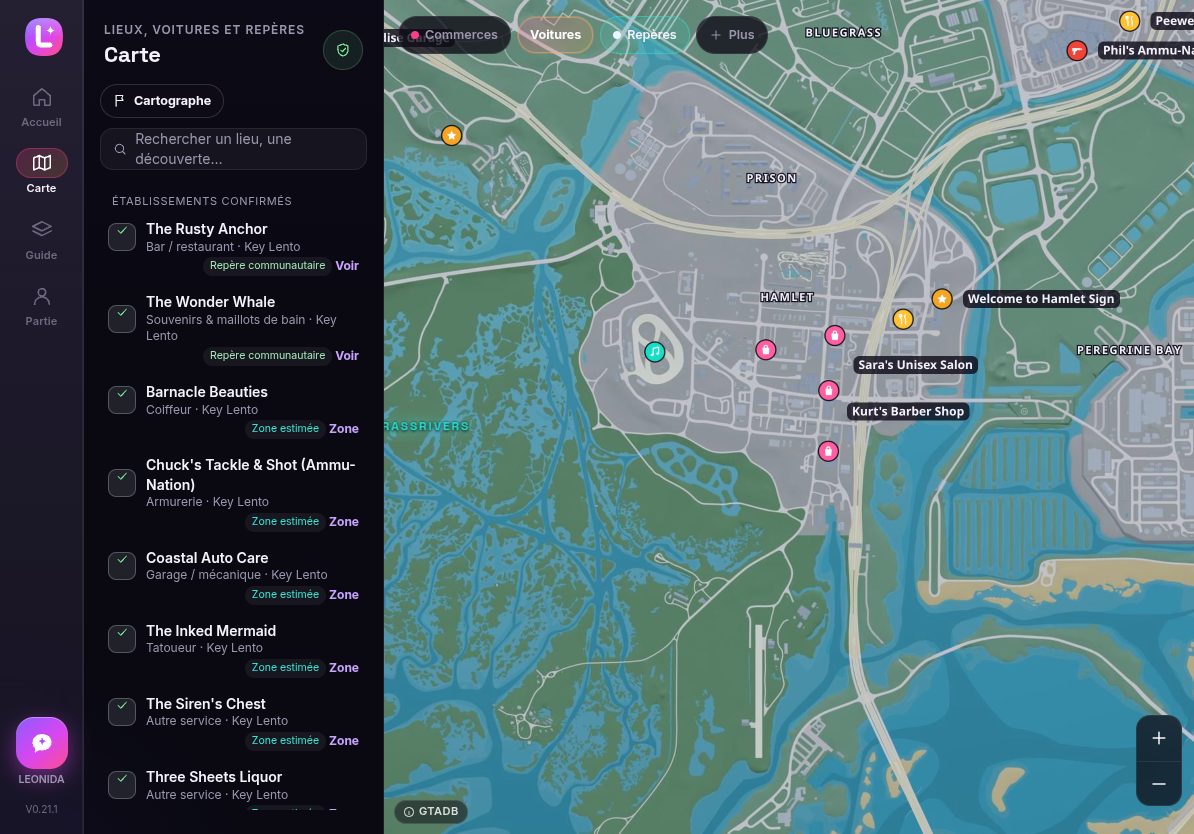 Accueil
Carte
Guide
Partie
LEONIDA
V0.21.1
LIEUX, VOITURES ET REPÈRES
Carte
Cartographe
Rechercher un lieu, une
découverte...
ÉTABLISSEMENTS CONFIRMÉS
The Rusty Anchor
Bar / restaurant · Key Lento
Repère communautaire Voir
The Wonder Whale
Souvenirs & maillots de bain · Key
Lento
Repère communautaire Voir
Barnacle Beauties
Coiffeur · Key Lento
Zone estimée Zone
Chuck's Tackle & Shot (Ammu-
Nation)
Armurerie · Key Lento
Zone estimée Zone
Coastal Auto Care
Garage / mécanique · Key Lento
Zone estimée Zone
The Inked Mermaid
Tatoueur · Key Lento
Zone estimée Zone
The Siren's Chest
Autre service · Key Lento
Zone estimée Zone
Three Sheets Liquor
Autre service · Key Lento
Commerces
Voitures
Repères
+ Plus
BLUEGRASS
Peewe
Phil's Ammu-Na
PRISON
HAMLET
Welcome to Hamlet Sign
PEREGRINE BAY
Sara's Unisex Salon
Kurt's Barber Shop
RASSRIVERS
GTADB
+
−